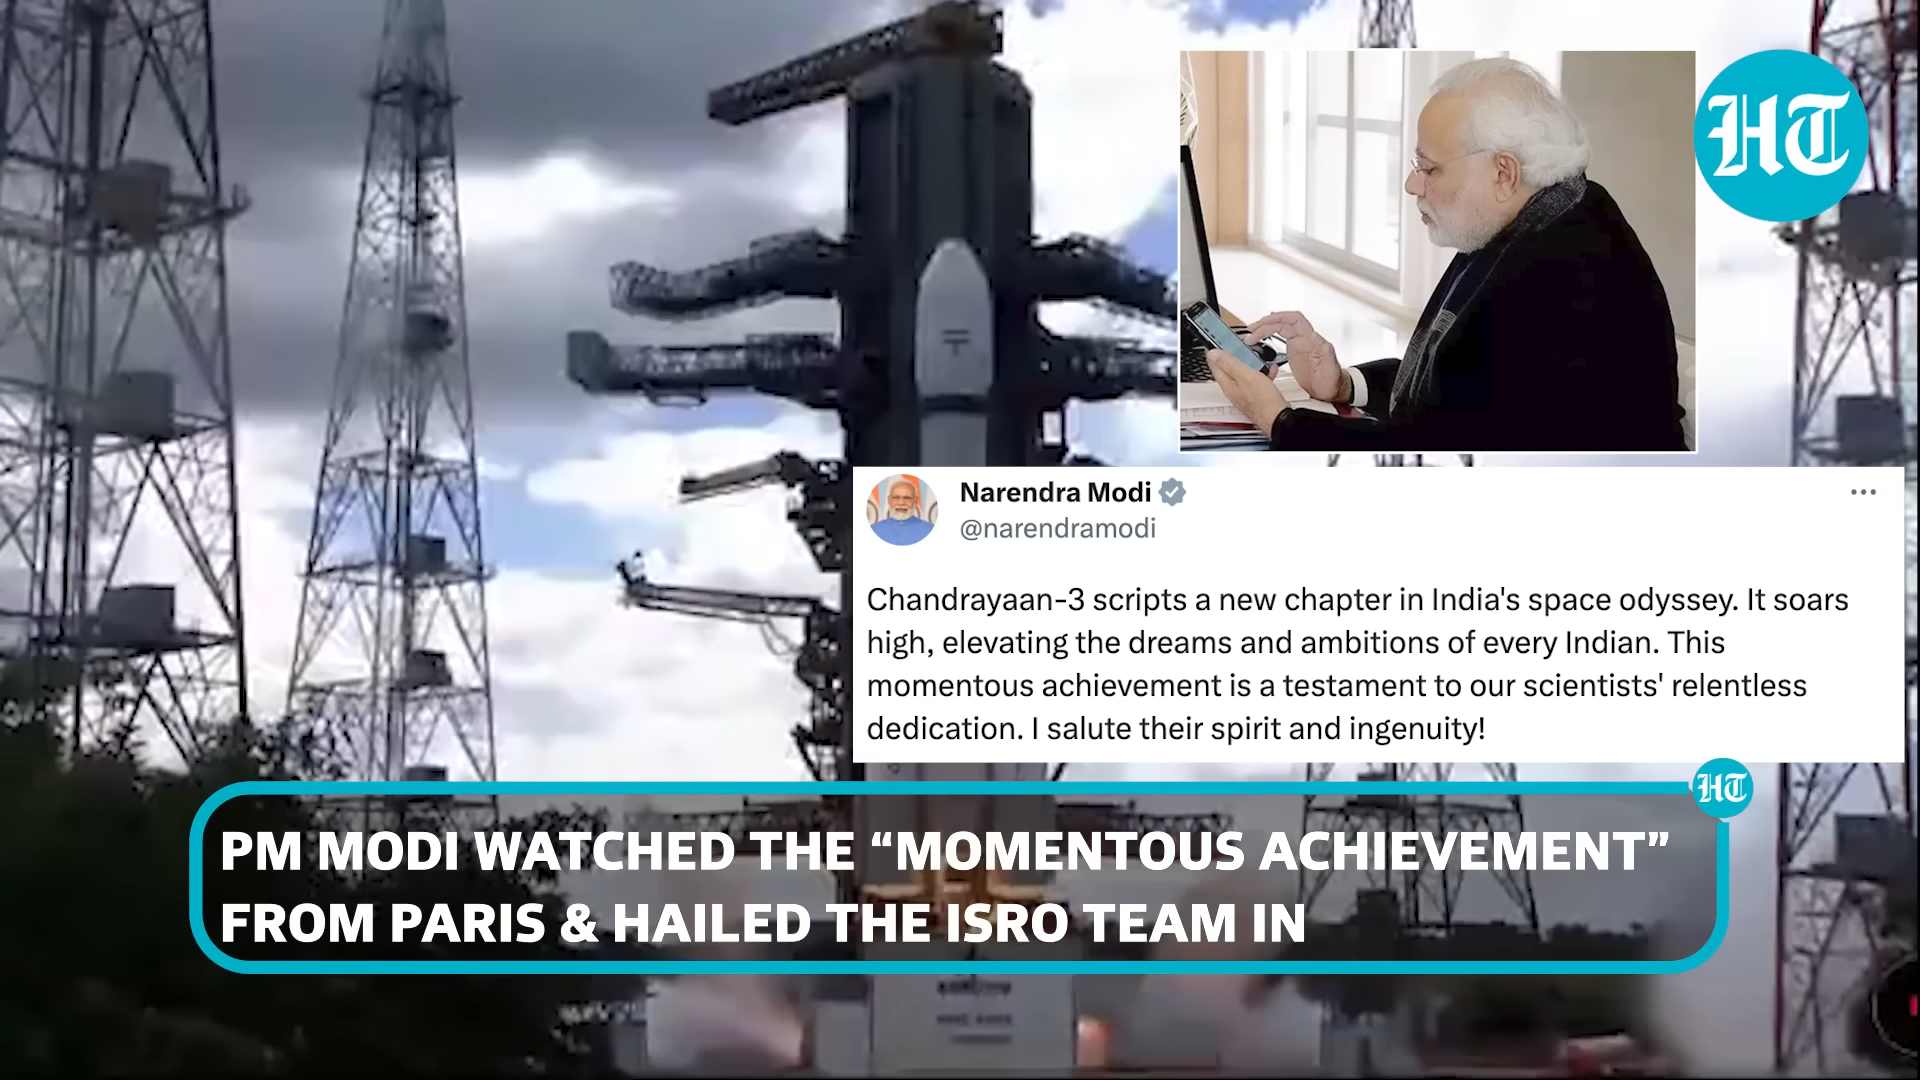 HT
Narendra Modi
@narendramodi
Chandrayaan-3 scripts a new chapter in India's space odyssey. It soars
high, elevating the dreams and ambitions of every Indian. This
momentous achievement is a testament to our scientists' relentless
dedication. I salute their spirit and ingenuity!
HT
PM MODI WATCHED THE “MOMENTOUS ACHIEVEMENT”
FROM PARIS & HAILED THE ISRO TEAM IN